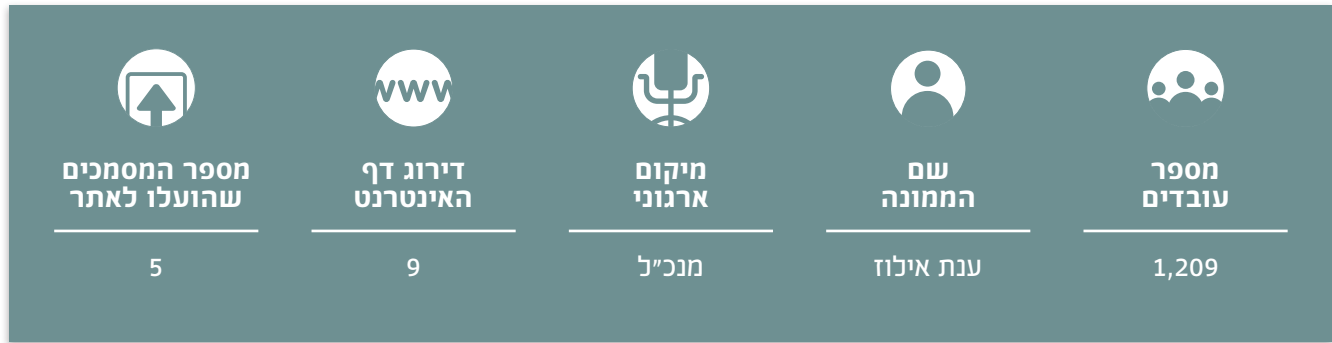 מספר
עובדים
1,209
שם
הממונה
ענת אילוז
מיקום
ארגוני
מנכ״ל
www
דירוג דף
האינטרנט
9
מספר המסמכים
שהועלו לאתר
5